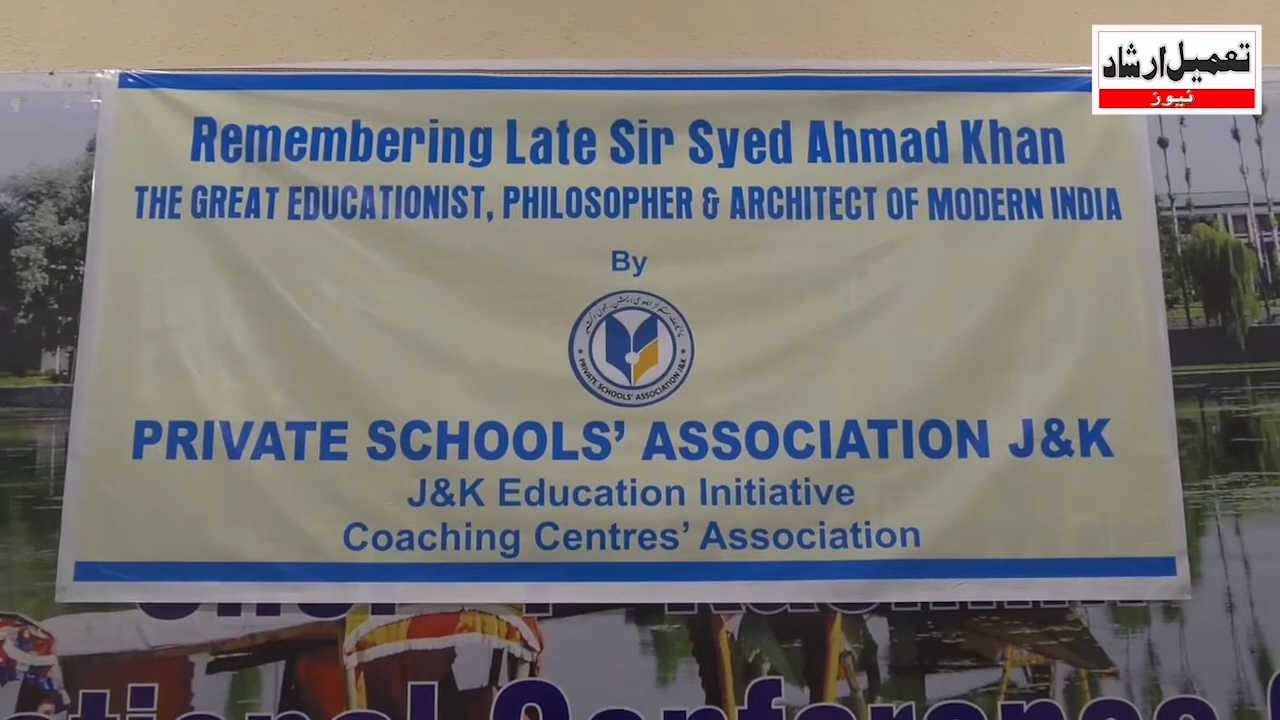 تعمیل ارشاد
نیوز
Remembering Late Sir Syed Ahmad Khan
THE GREAT EDUCATIONIST, PHILOSOPHER & ARCHITECT OF MODERN INDIA
By
PRIVATE SCHOOLS' ASSOCIATION J&K
PRIVATE SCHOOLS’ ASSOCIATION J&K
J&K Education Initiative
Coaching Centres’ Association
Conference